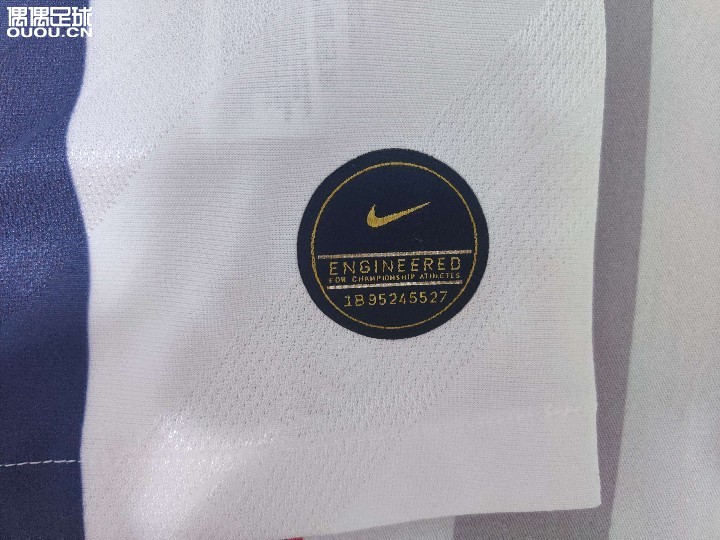 偶偶足球
OUOU.CN
ENGINEERED
FOR CHAMPIONSHIP ATHLETES
1B95245527